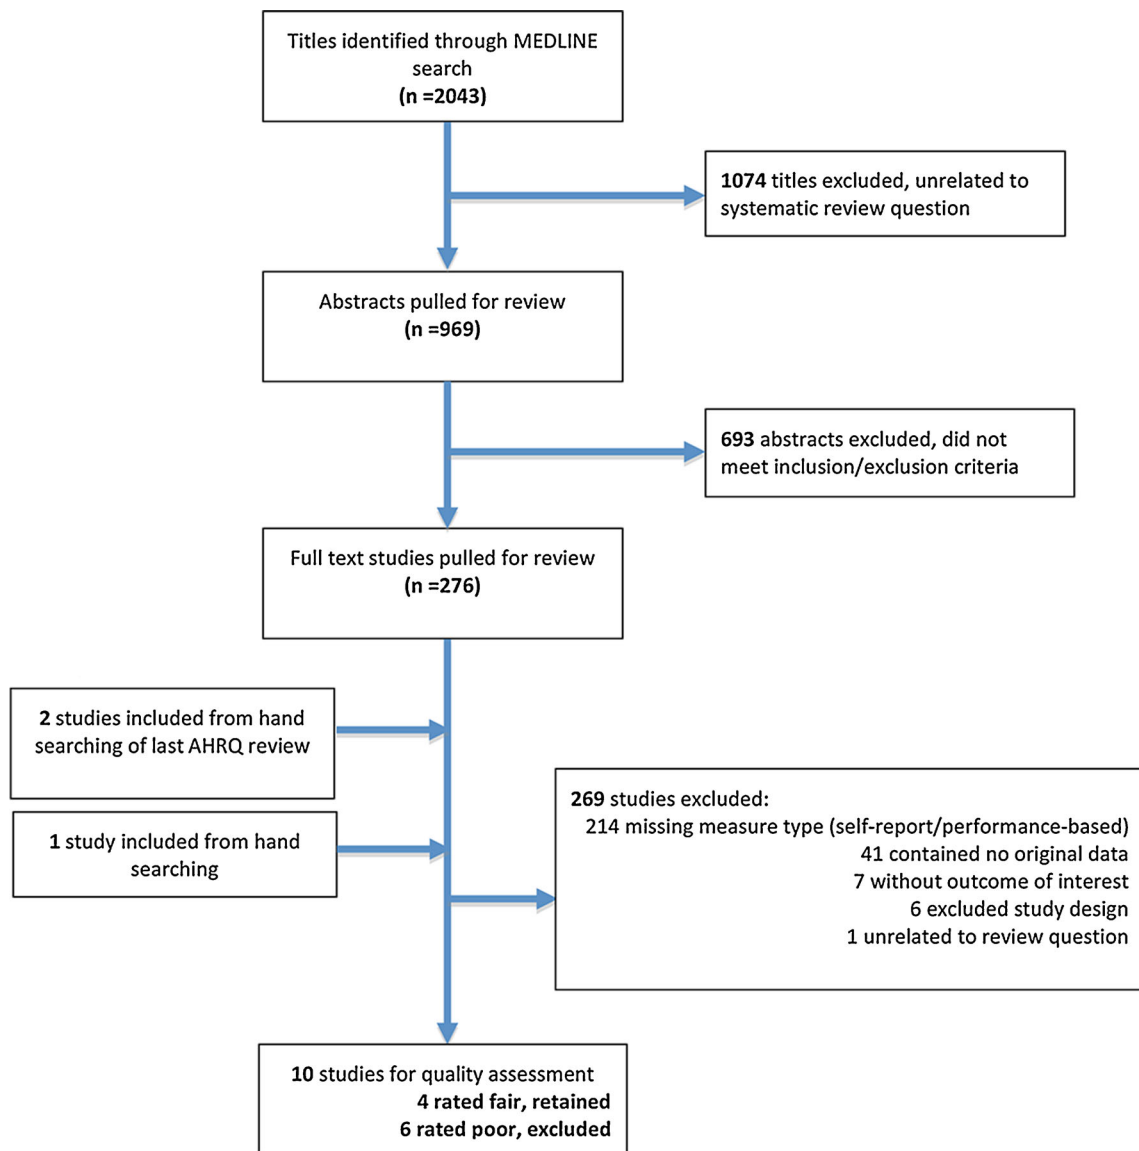 Titles identified through MEDLINE
search
(n =2043)
1074 titles excluded, unrelated to
systematic review question
Abstracts pulled for review
(n =969)
693 abstracts excluded, did not
meet inclusion/exclusion criteria
Full text studies pulled for review
(n =276)
2 studies included from hand
searching of last AHRQ review
1 study included from hand
searching
269 studies excluded:
214 missing measure type (self-report/performance-based)
41 contained no original data
7 without outcome of interest
6 excluded study design
1 unrelated to review question
10 studies for quality assessment
4 rated fair, retained
6 rated poor, excluded